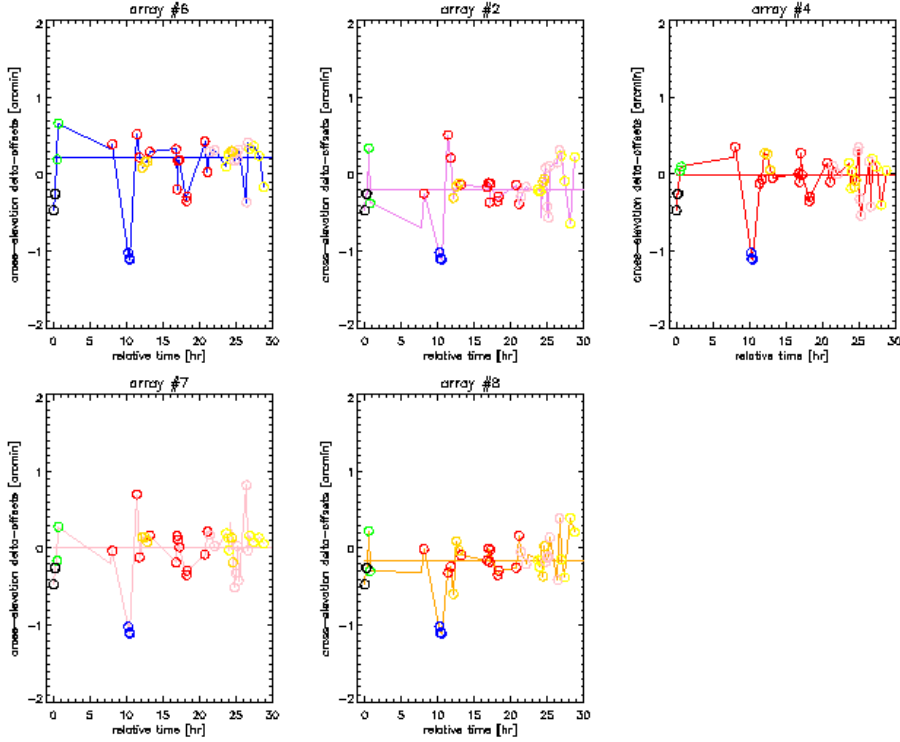 array #6
array #2
array #4
cross-elevation delta-offsets [arcmin]
cross-elevation delta-offsets [arcmin]
cross-elevation delta-offsets [arcmin]
2
1
0
-1
-2
2
1
0
-1
-2
2
1
0
-1
-2
0 5 10 15 20 25 30
0 5 10 15 20 25 30
0 5 10 15 20 25 30
relative time [hr]
relative time [hr]
relative time [hr]
array #7
array #8
cross-elevation delta-offsets [arcmin]
cross-elevation delta-offsets [arcmin]
2
1
0
-1
-2
2
1
0
-1
-2
0 5 10 15 20 25 30
0 5 10 15 20 25 30
relative time [hr]
relative time [hr]